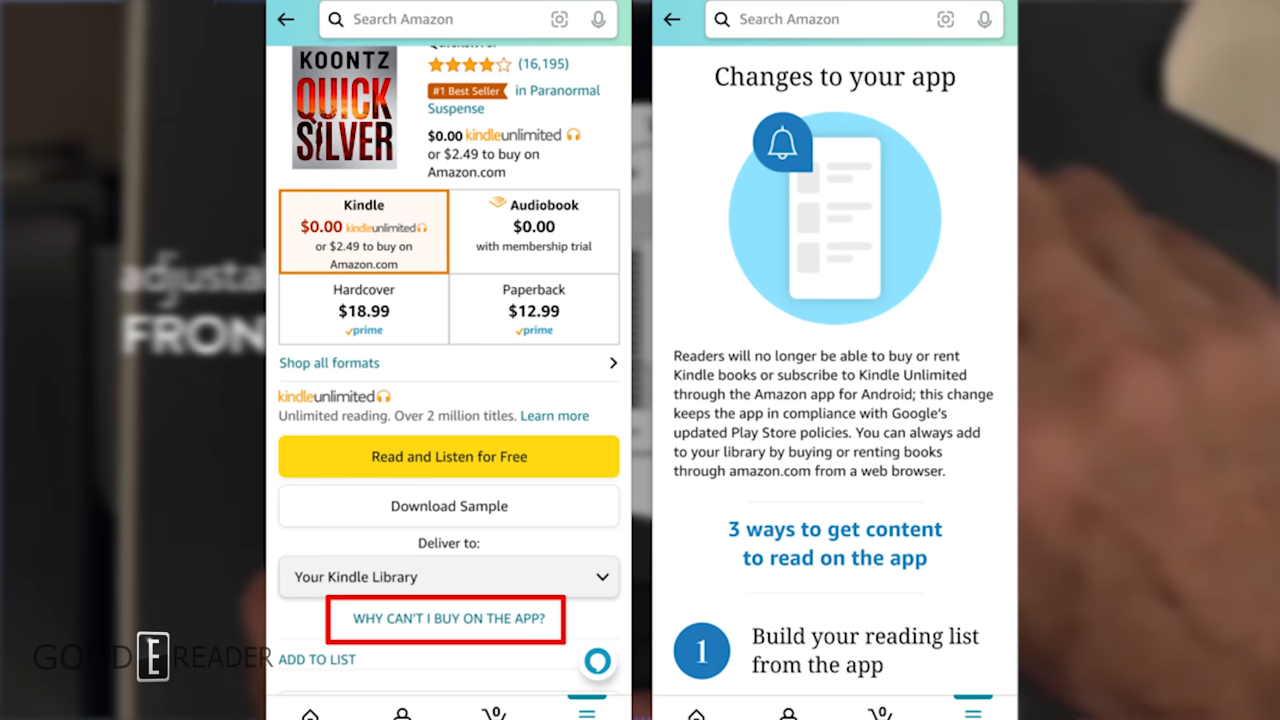 Search Amazon
Quicksilver
KOONTZ
QUICK
SILVER
(16,195)
#1 Best Seller in Paranormal
Suspense
$0.00 kindleunlimited
or $2.49 to buy on
Amazon.com
Kindle
$0.00 kindleunlimited
or $2.49 to buy on
Amazon.com
Audiobook
$0.00
with membership trial
Hardcover
$18.99
prime
Paperback
$12.99
prime
Shop all formats
kindleunlimited
Unlimited reading. Over 2 million titles. Learn more
Read and Listen for Free
Download Sample
Deliver to:
Your Kindle Library
WHY CAN'T I BUY ON THE APP?
ADD TO LIST
0
Search Amazon
Changes to your app
Readers will no longer be able to buy or rent
Kindle books or subscribe to Kindle Unlimited
through the Amazon app for Android; this change
keeps the app in compliance with Google's
updated Play Store policies. You can always add
to your library by buying or renting books
through amazon.com from a web browser.
3 ways to get content
to read on the app
1
Build your reading list
from the app
0
FRON
GOOD E READER